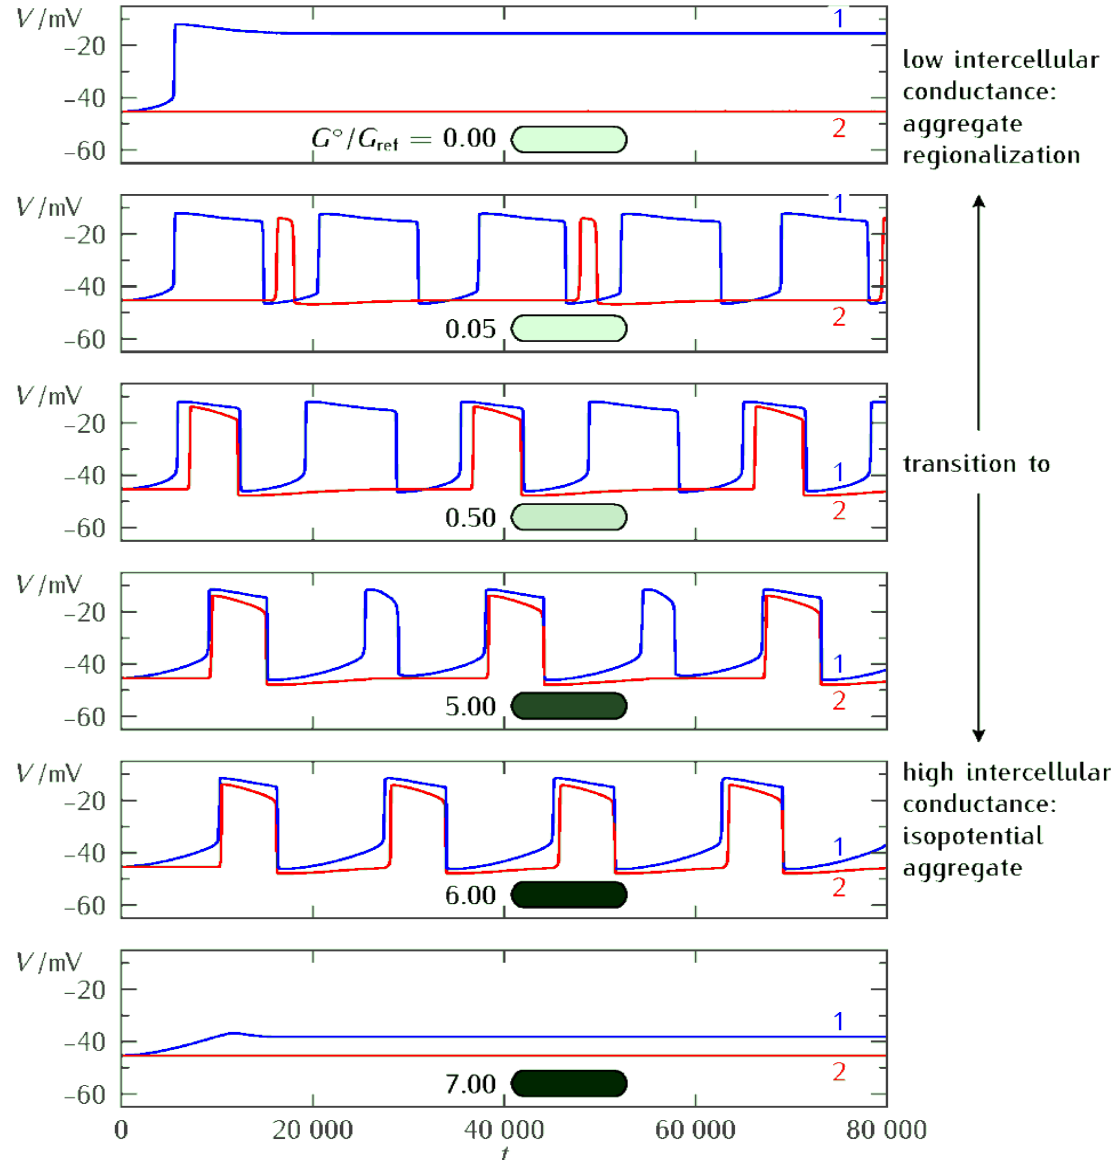 V/mV
−20
−40
−60
1
2
G°/G_ref = 0.00
low intercellular
conductance:
aggregate
regionalization
V/mV
−20
−40
−60
1
2
0.05
V/mV
−20
−40
−60
1
2
0.50
transition to
V/mV
−20
−40
−60
1
2
5.00
V/mV
−20
−40
−60
1
2
6.00
high intercellular
conductance:
isopotential
aggregate
V/mV
−20
−40
−60
1
2
7.00
0 20 000 40 000 60 000 80 000
t